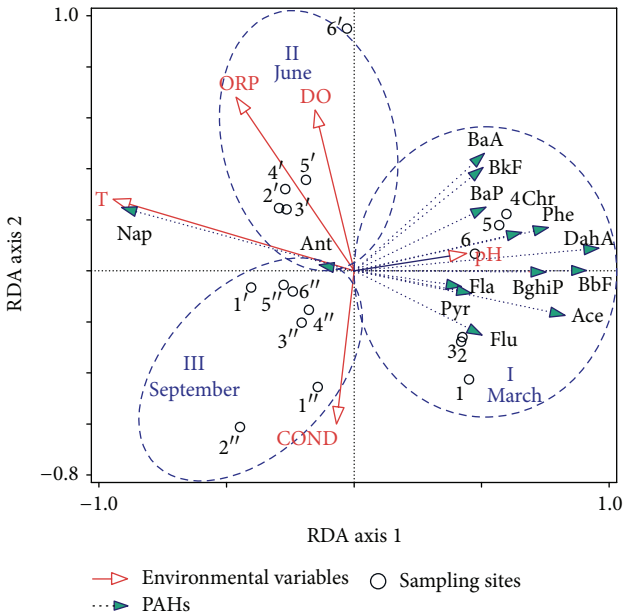 1.0
6′
II
June
ORP
DO
BaA
BkF
4′
5′
2′
3′
BaP
4 Chr
5
Phe
T
Nap
Ant
6
pH
DahA
Fla
BghiP
BbF
1′
5″
6″
Pyr
Ace
3″
4″
Flu
3
2
III
September
I
March
1
1″
2″
COND
−0.8
−1.0
1.0
RDA axis 2
RDA axis 1
Environmental variables
Sampling sites
PAHs